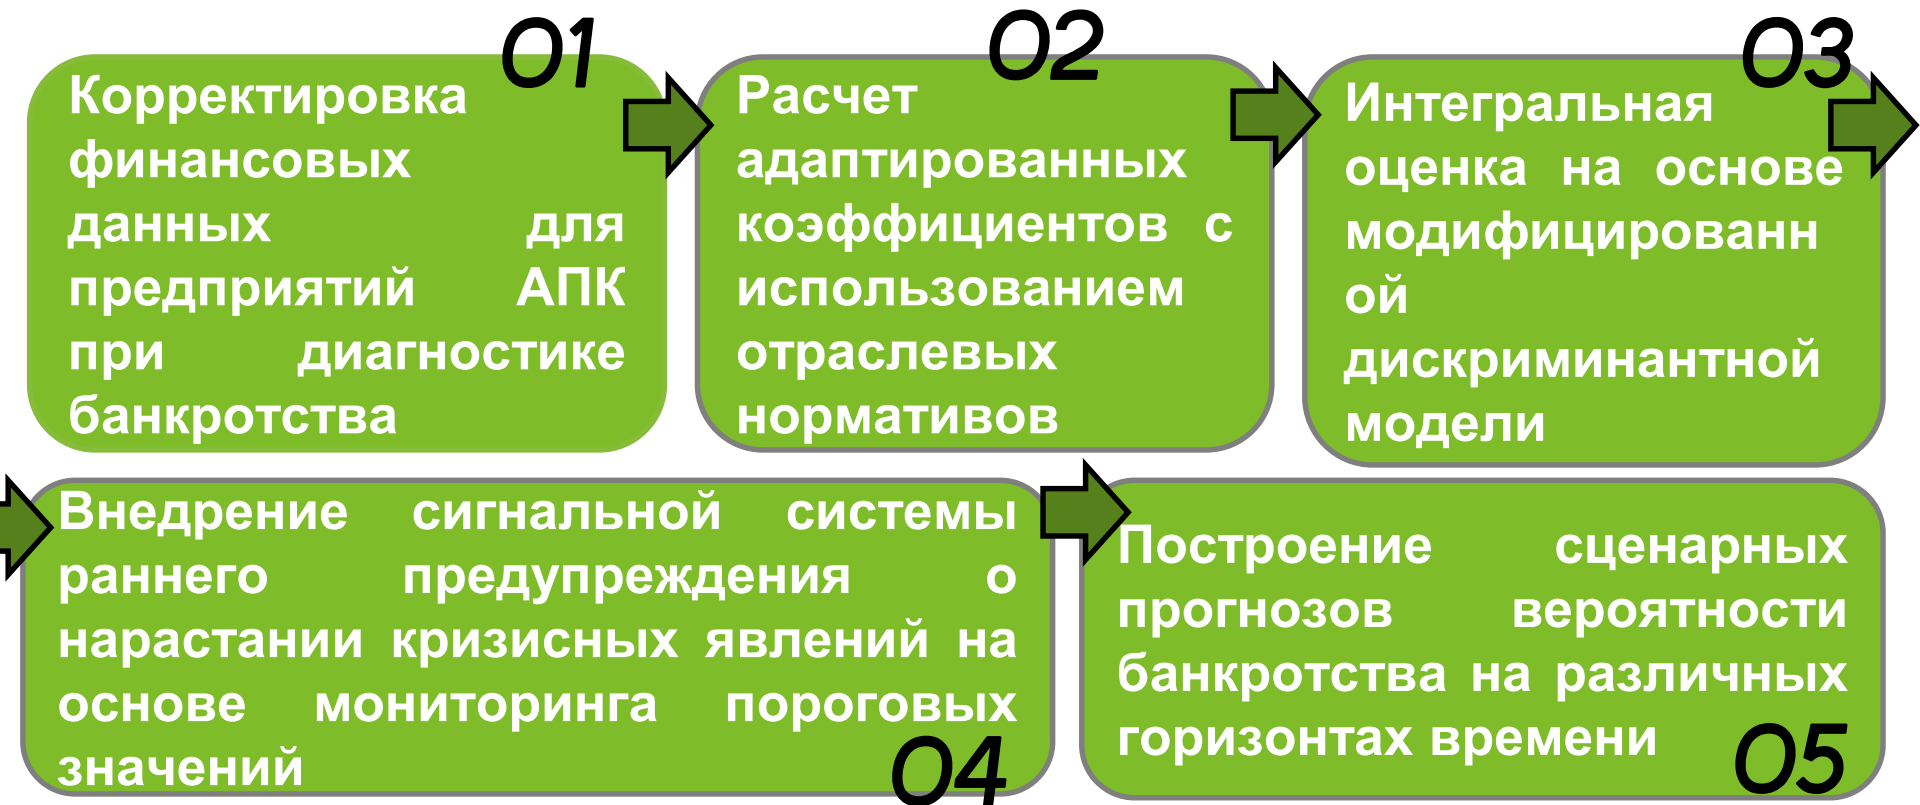 01
Корректировка
финансовых
данных для
предприятий АПК
при диагностике
банкротства
02
Расчет
адаптированных
коэффициентов с
использованием
отраслевых
нормативов
03
Интегральная
оценка на основе
модифицированн
ой
дискриминантной
модели
Внедрение сигнальной системы
раннего предупреждения о
нарастании кризисных явлений на
основе мониторинга пороговых
значений
04
Построение сценарных
прогнозов вероятности
банкротства на различных
горизонтах времени
05